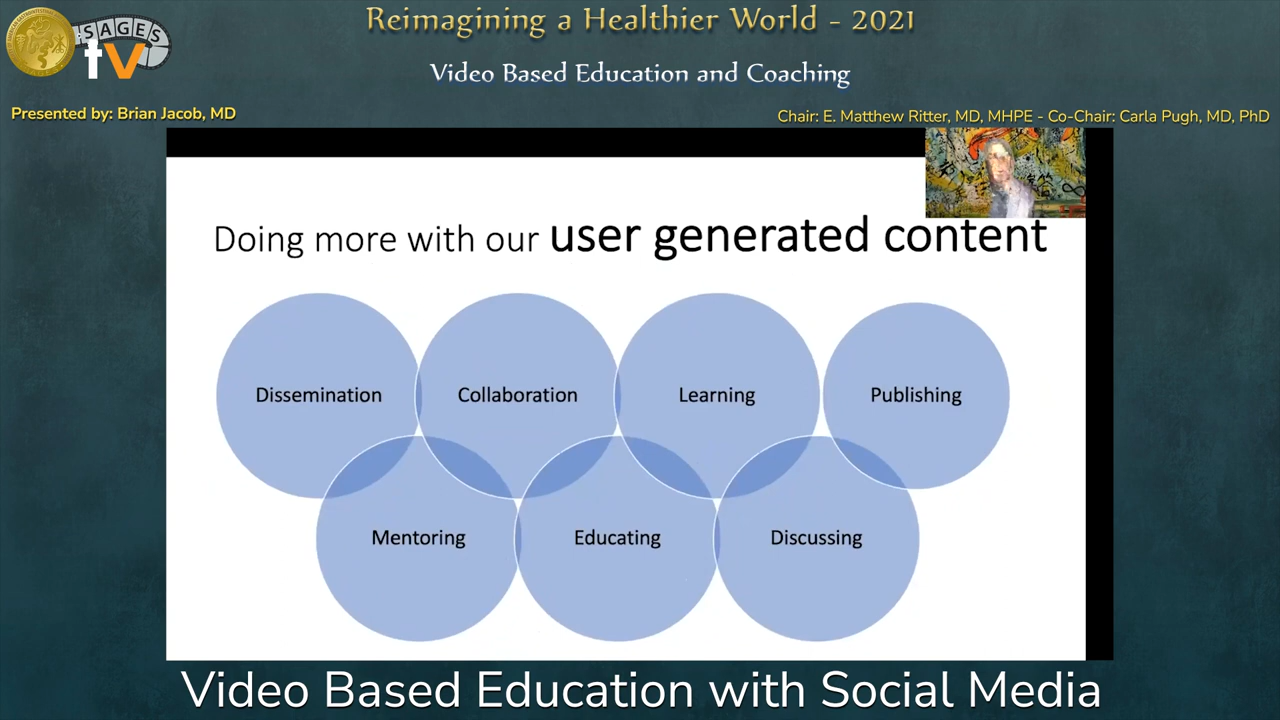 Reimagining a Healthier World - 2021
SAGES
tv
Video Based Education and Coaching
Presented by: Brian Jacob, MD
Chair: E. Matthew Ritter, MD, MHPE - Co-Chair: Carla Pugh, MD, PhD
Doing more with our user generated content
Dissemination
Collaboration
Learning
Publishing
Mentoring
Educating
Discussing
Video Based Education with Social Media